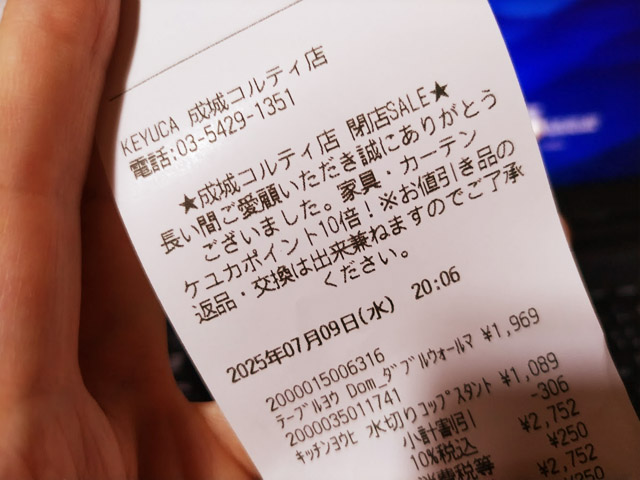 KEYUCA 成城コルティ店
電話:03-5429-1351
★成城コルティ店 閉店SALE★
長い間ご愛顧いただき誠にありがとう
ございました。家具・カーテン
ケユカポイント10倍！※お値引き品の
返品・交換は出来兼ねますのでご了承
ください。
2025年07月09日(水) 20:06
2000015006316
ﾃｰﾌﾞﾙﾖｳ Dom_ﾀﾞﾌﾞﾙｳｫｰﾙﾏ ¥1,969
2000035011741
ｷｯﾁﾝﾖｳﾋ 水切りｺｯﾌﾟｽﾀﾝﾄ ¥1,089
小計割引 -306
10%税込 ¥2,752
消費税等 ¥250
¥2,752